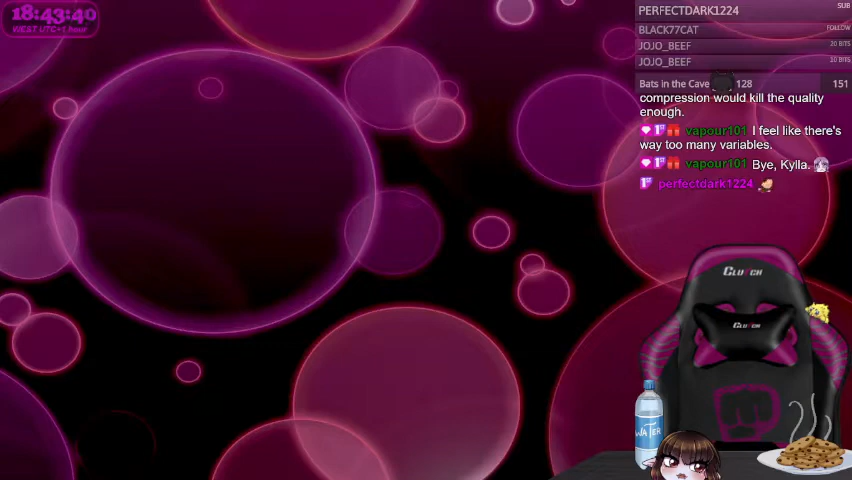 18:43:40
WEST UTC+1 hour
PERFECTDARK1224
SUB
BLACK77CAT
FOLLOW
JOJO_BEEF
20 BITS
JOJO_BEEF
Bats in the Cave
128
151
compression would kill the quality
enough.
vapour101 I feel like there's
way too many variables.
vapour101 Bye, Kylla.
perfectdark1224
CLUTCH
CLUTCH
WATER